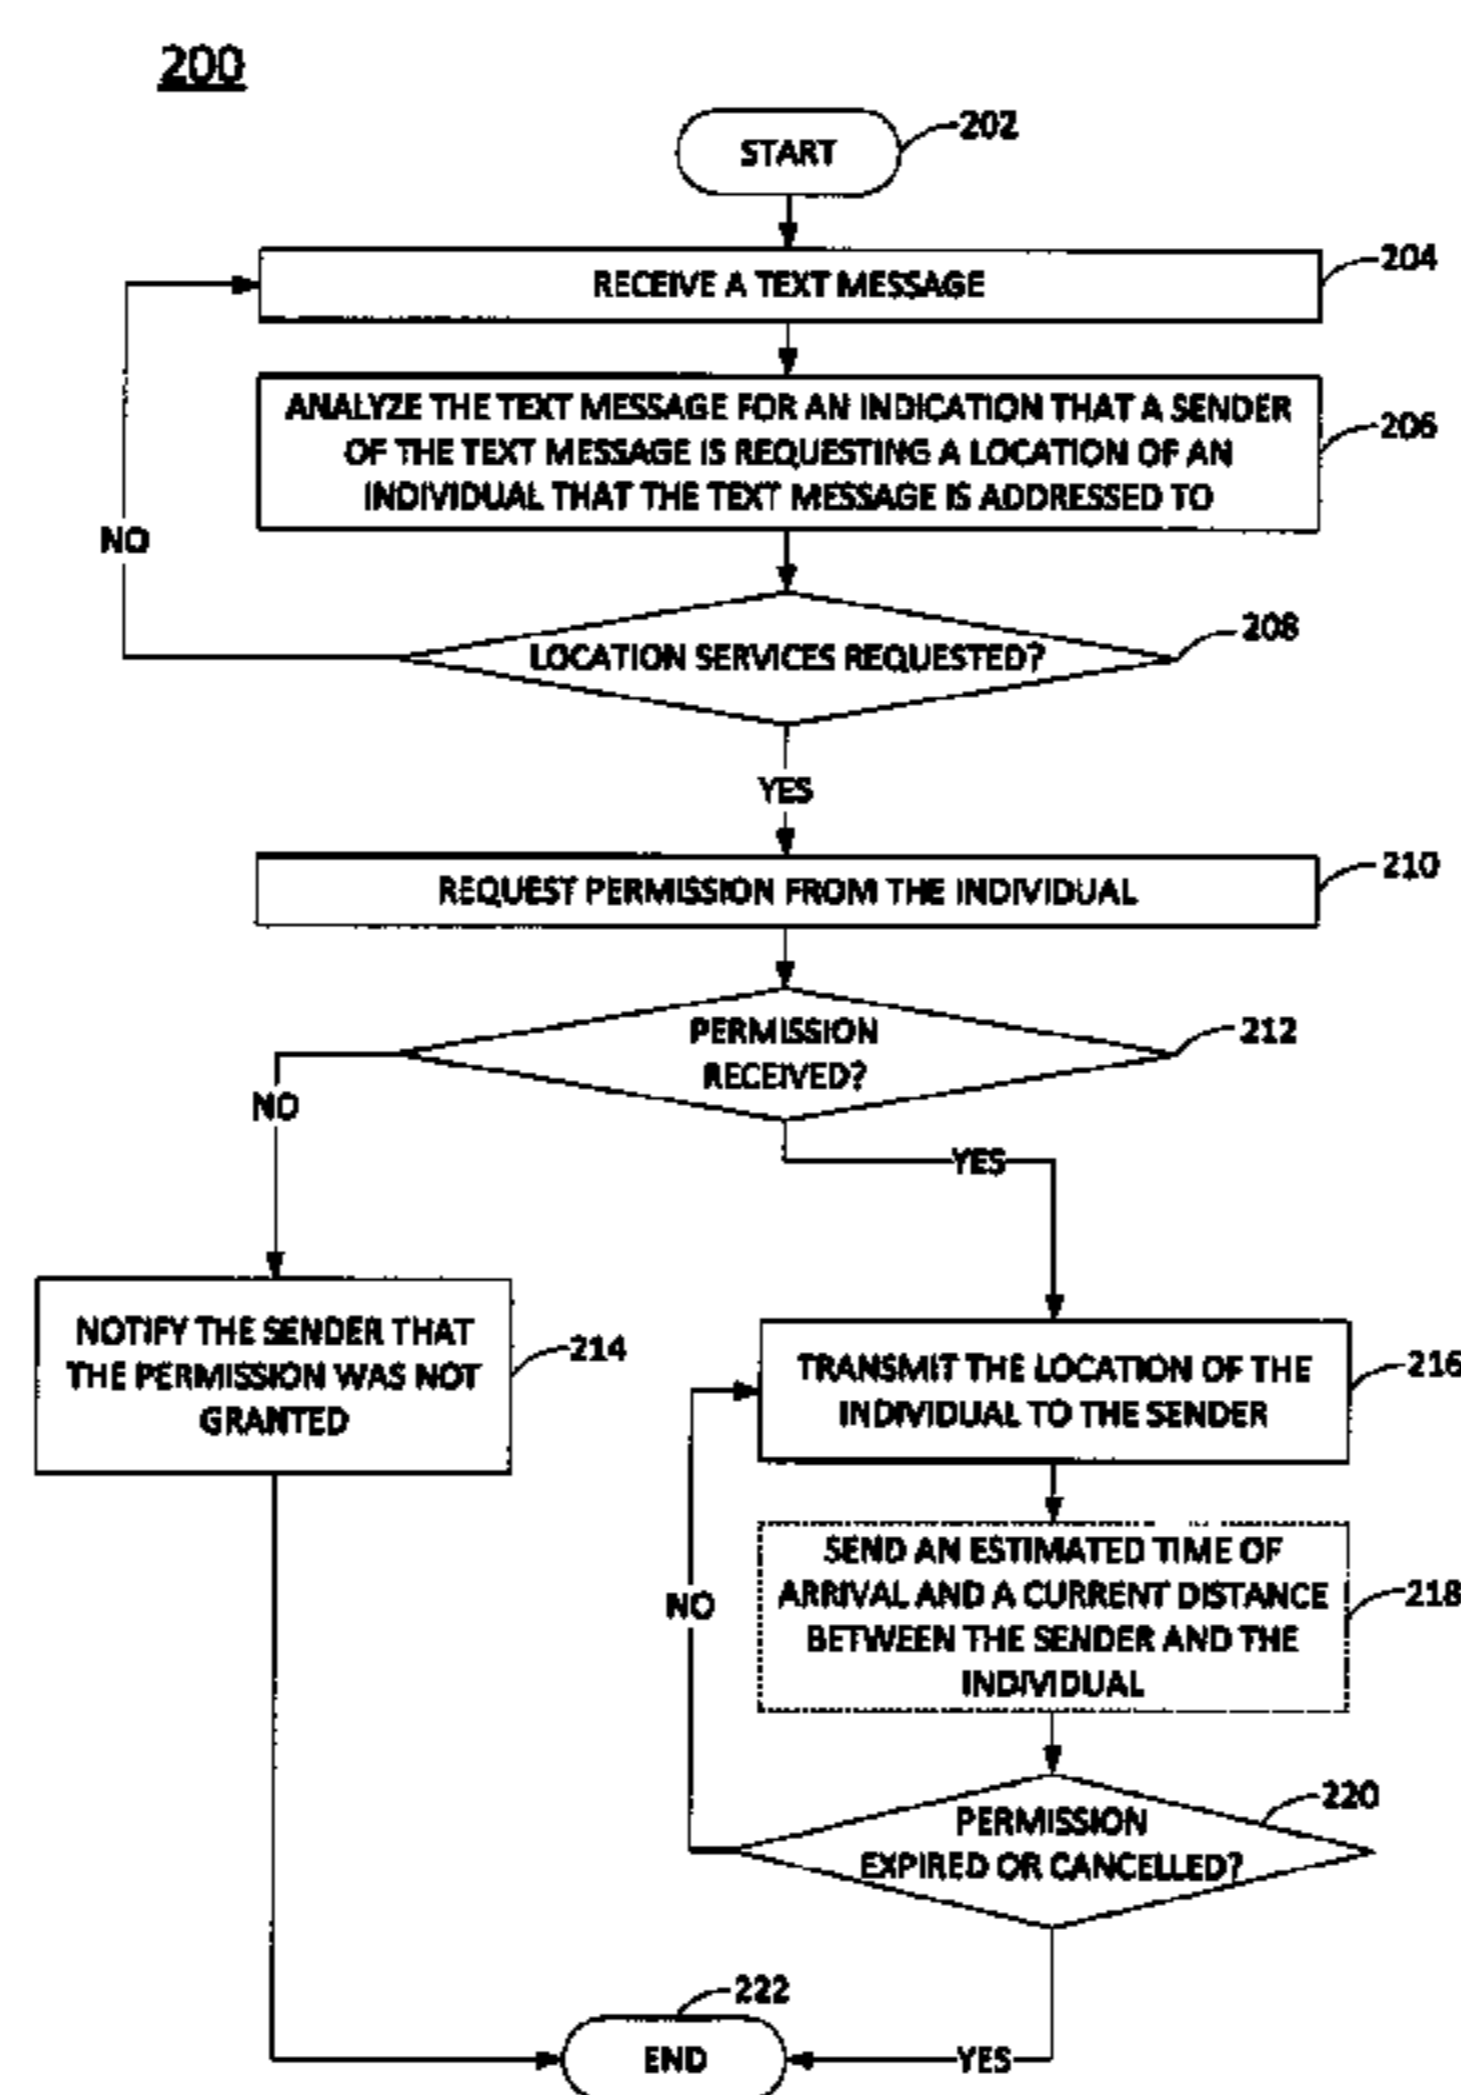 200
START
202
RECEIVE A TEXT MESSAGE
204
ANALYZE THE TEXT MESSAGE FOR AN INDICATION THAT A SENDER
OF THE TEXT MESSAGE IS REQUESTING A LOCATION OF AN
INDIVIDUAL THAT THE TEXT MESSAGE IS ADDRESSED TO
206
NO
LOCATION SERVICES REQUESTED?
208
YES
REQUEST PERMISSION FROM THE INDIVIDUAL
210
PERMISSION
RECEIVED?
212
NO
YES
NOTIFY THE SENDER THAT
THE PERMISSION WAS NOT
GRANTED
214
TRANSMIT THE LOCATION OF THE
INDIVIDUAL TO THE SENDER
216
SEND AN ESTIMATED TIME OF
ARRIVAL AND A CURRENT DISTANCE
BETWEEN THE SENDER AND THE
INDIVIDUAL
218
NO
PERMISSION
EXPIRED OR CANCELLED?
220
222
END
YES